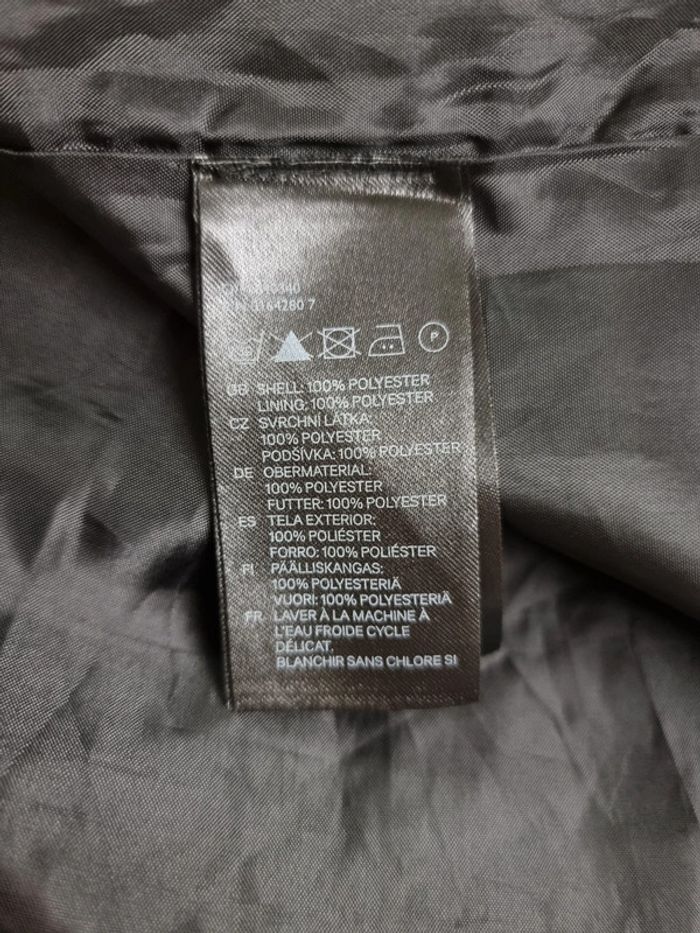 164280 7
P
GB SHELL: 100% POLYESTER
LINING: 100% POLYESTER
CZ SVRCHNÍ LÁTKA:
100% POLYESTER
PODŠÍVKA: 100% POLYESTER
DE OBERMATERIAL:
100% POLYESTER
FUTTER: 100% POLYESTER
ES TELA EXTERIOR:
100% POLIÉSTER
FORRO: 100% POLIÉSTER
FI PÄÄLLISKANGAS:
100% POLYESTERIÄ
VUORI: 100% POLYESTERIÄ
FR LAVER À LA MACHINE À
L'EAU FROIDE CYCLE
DÉLICAT.
BLANCHIR SANS CHLORE SI